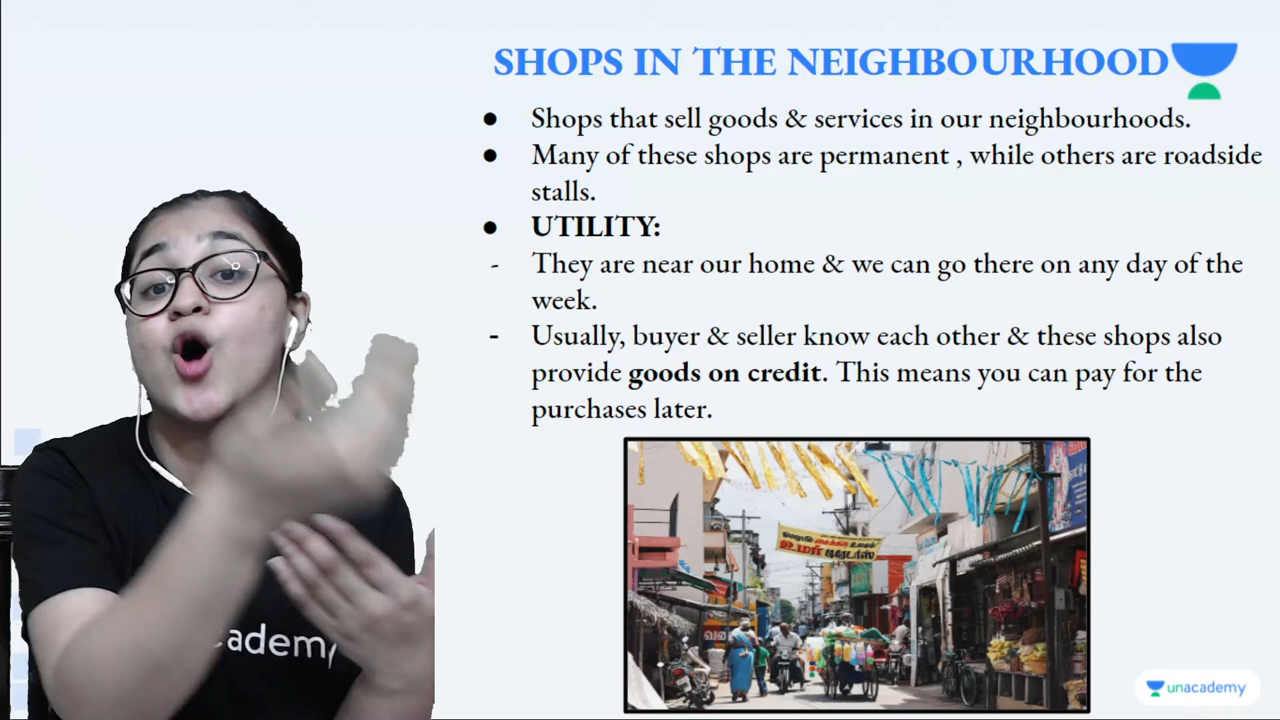 SHOPS IN THE NEIGHBOURHOOD
● Shops that sell goods & services in our neighbourhoods.
● Many of these shops are permanent , while others are roadside
stalls.
● UTILITY:
- They are near our home & we can go there on any day of the
week.
- Usually, buyer & seller know each other & these shops also
provide goods on credit. This means you can pay for the
purchases later.
உமர் டிரேடர்ஸ்
cademy
unacademy